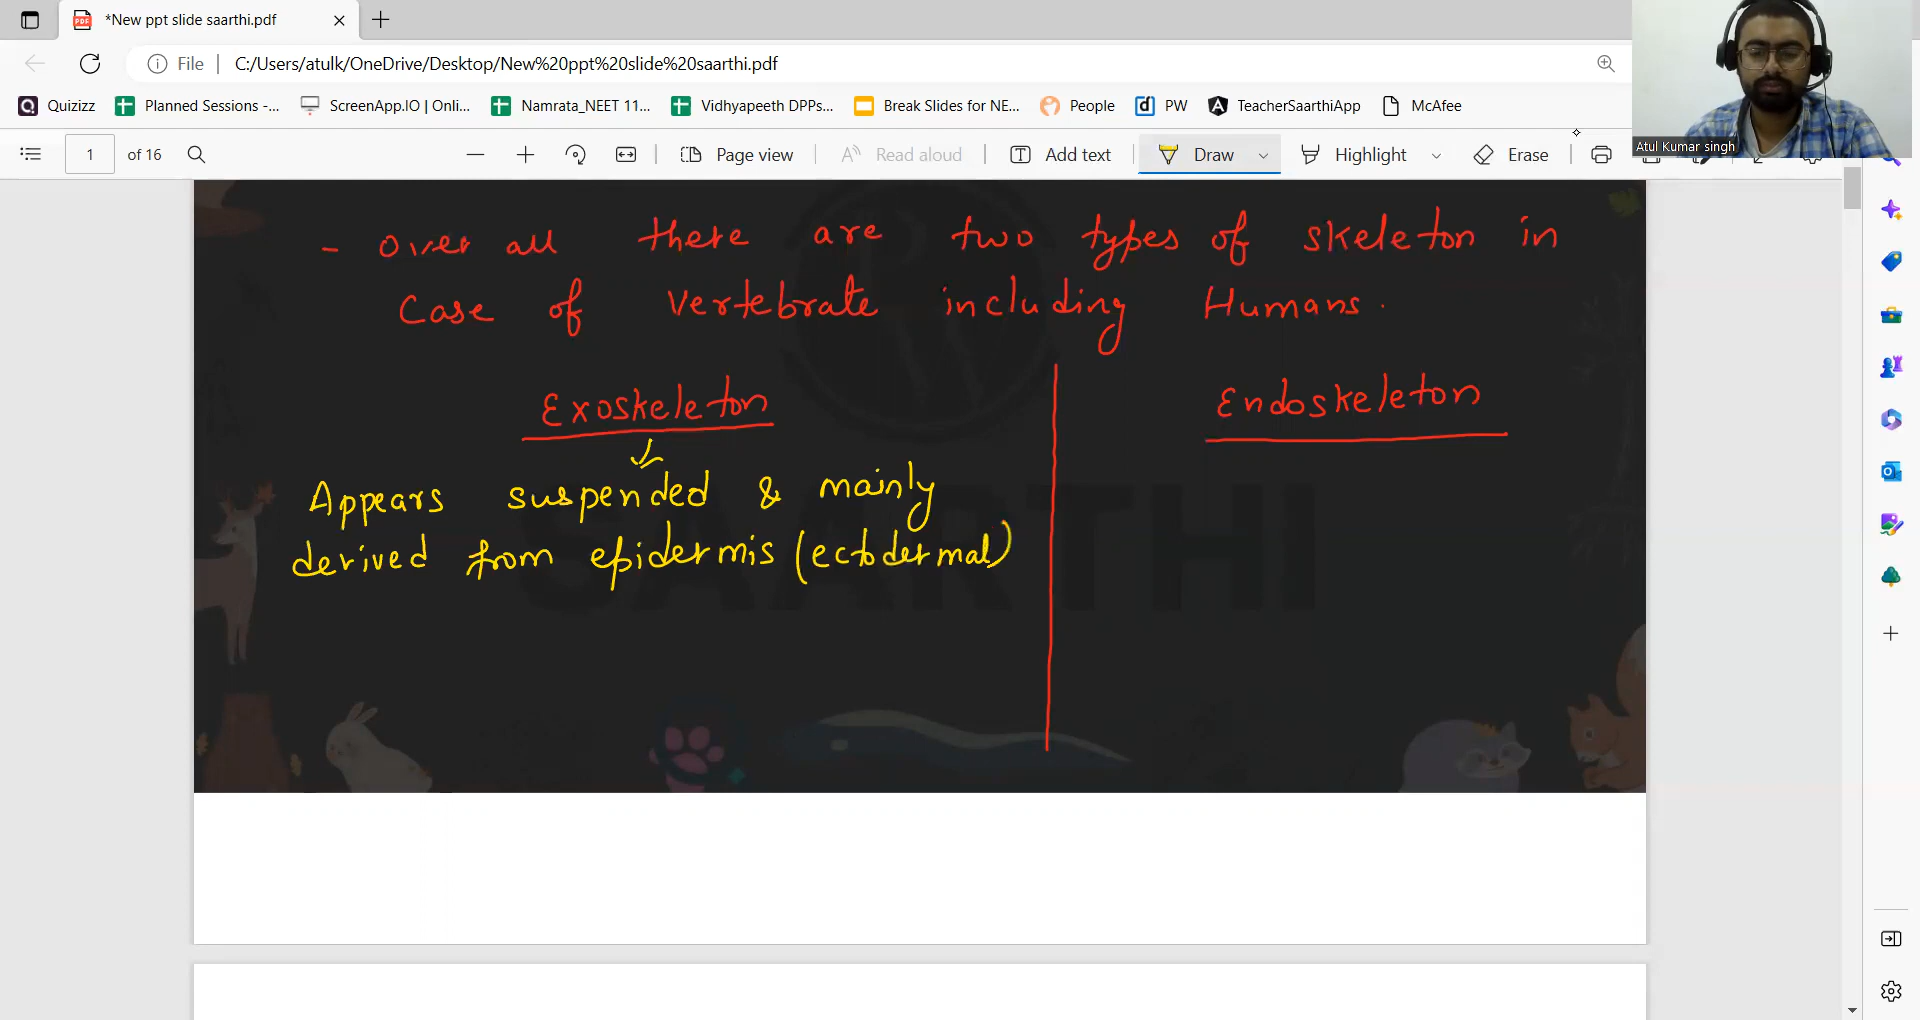 *New ppt slide saarthi.pdf
File
C:/Users/atulk/OneDrive/Desktop/New%20ppt%20slide%20saarthi.pdf
Quizizz
Planned Sessions -...
ScreenApp.IO | Onli...
Namrata_NEET 11...
Vidhyapeeth DPPs...
Break Slides for NE...
People
PW
TeacherSaarthiApp
McAfee
Atul Kumar singh
1 of 16
Page view
Read aloud
Add text
Draw
Highlight
Erase
- Over all there are two types of skeleton in
Case of vertebrate including Humans.
Exoskeleton
Endoskeleton
Appears suspended & mainly
derived from epidermis (ectodermal)
SAARTHI